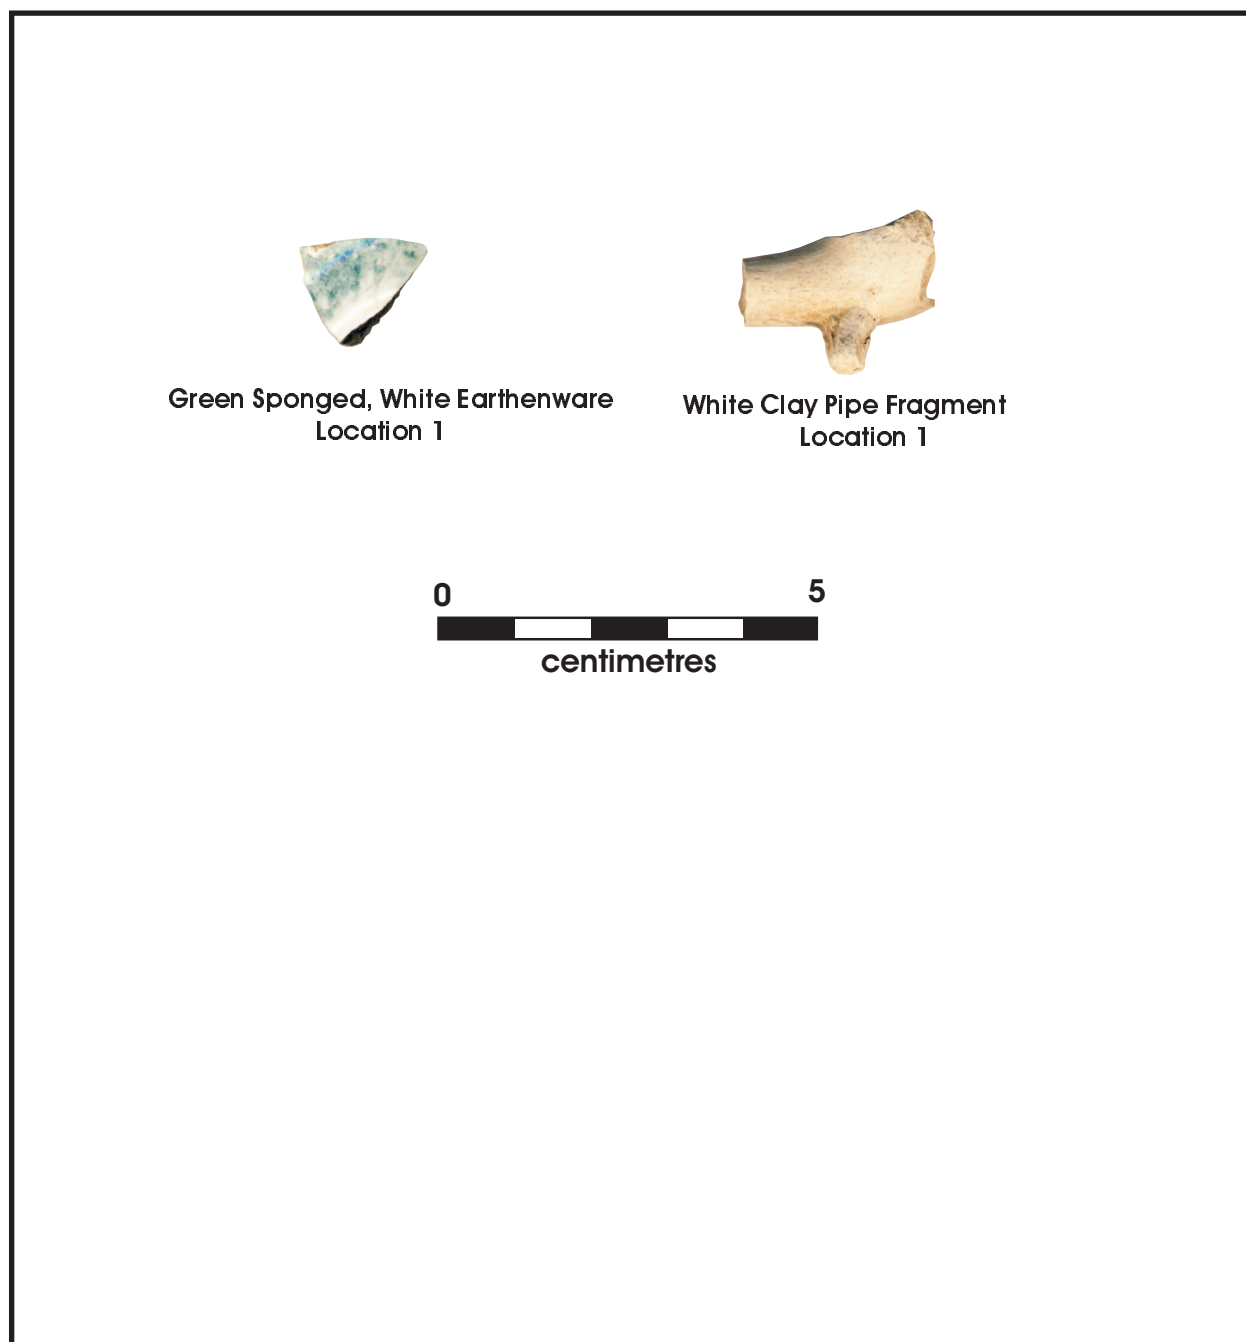 Green Sponged, White Earthenware
Location 1
White Clay Pipe Fragment
Location 1
0 5
centimetres